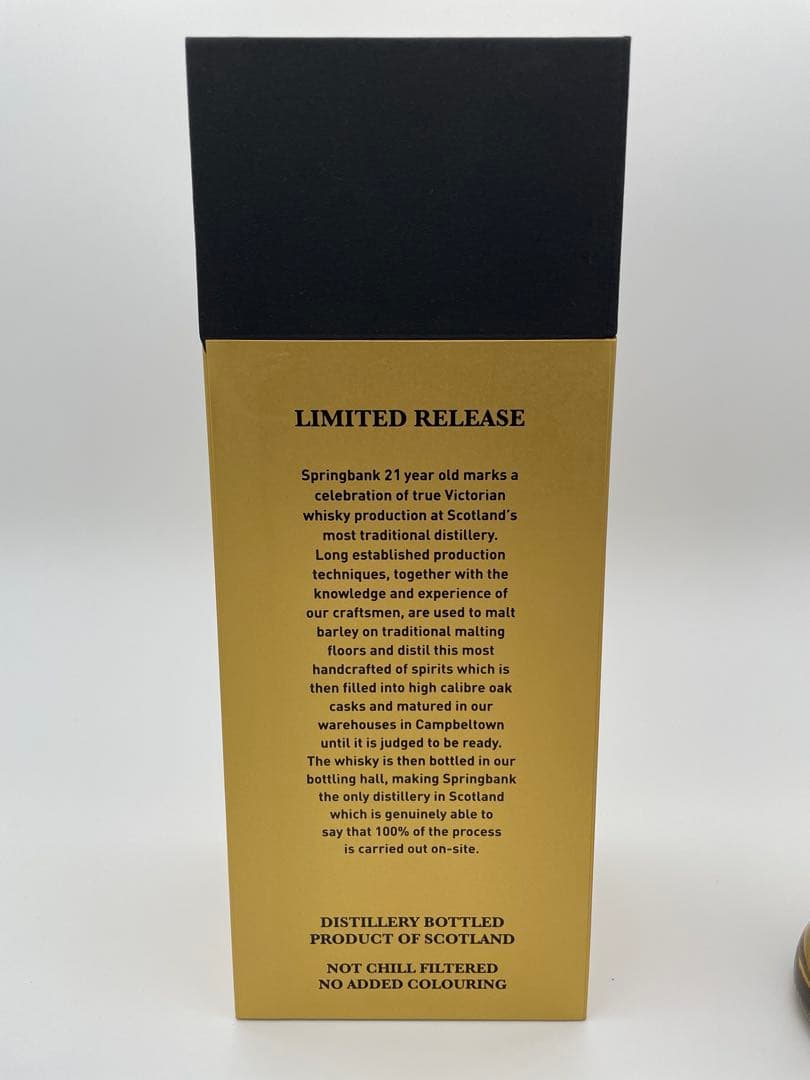 LIMITED RELEASE
Springbank 21 year old marks a
celebration of true Victorian
whisky production at Scotland's
most traditional distillery.
Long established production
techniques, together with the
knowledge and experience of
our craftsmen, are used to malt
barley on traditional malting
floors and distil this most
handcrafted of spirits which is
then filled into high calibre oak
casks and matured in our
warehouses in Campbeltown
until it is judged to be ready.
The whisky is then bottled in our
bottling hall, making Springbank
the only distillery in Scotland
which is genuinely able to
say that 100% of the process
is carried out on-site.
DISTILLERY BOTTLED
PRODUCT OF SCOTLAND
NOT CHILL FILTERED
NO ADDED COLOURING